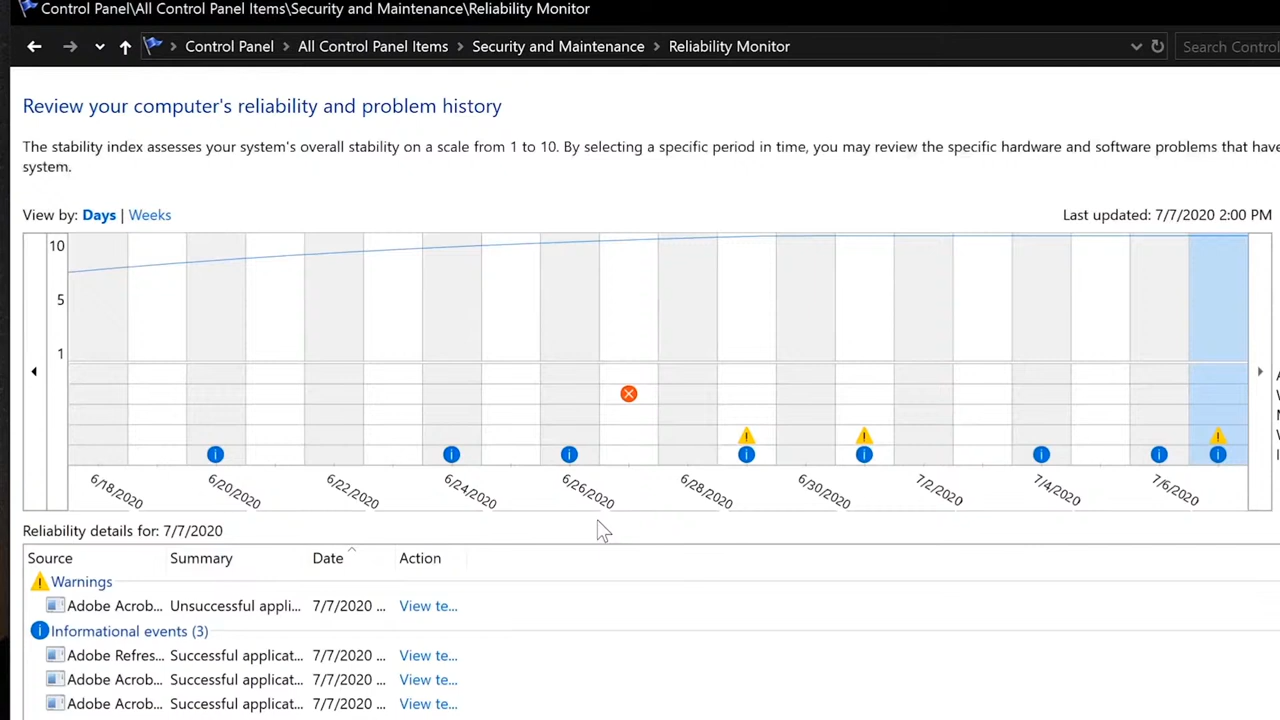 Control Panel\All Control Panel Items\Security and Maintenance\Reliability Monitor
Control Panel > All Control Panel Items > Security and Maintenance > Reliability Monitor
Search Contro
Review your computer's reliability and problem history
The stability index assesses your system's overall stability on a scale from 1 to 10. By selecting a specific period in time, you may review the specific hardware and software problems that have
system.
View by: Days | Weeks
Last updated: 7/7/2020 2:00 PM
10
5
1
6/18/2020 6/20/2020 6/22/2020 6/24/2020 6/26/2020 6/28/2020 6/30/2020 7/2/2020 7/4/2020 7/6/2020
Reliability details for: 7/7/2020
Source Summary Date Action
Warnings
Adobe Acrob... Unsuccessful appli... 7/7/2020 ... View te...
Informational events (3)
Adobe Refres... Successful applicat... 7/7/2020 ... View te...
Adobe Acrob... Successful applicat... 7/7/2020 ... View te...
Adobe Acrob... Successful applicat... 7/7/2020 ... View te...